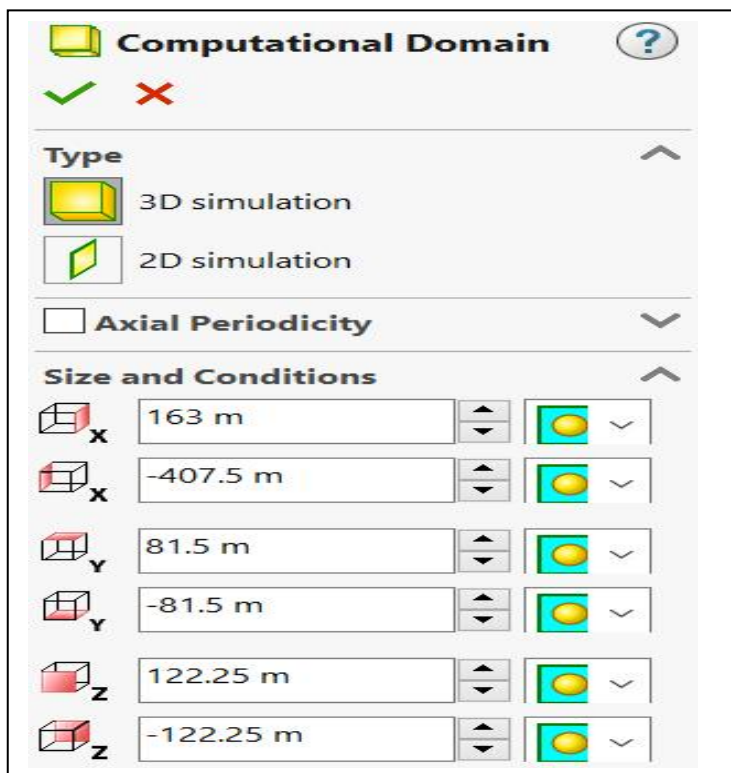 Computational Domain ?
Type
3D simulation
2D simulation
Axial Periodicity
Size and Conditions
X 163 m
X -407.5 m
Y 81.5 m
Y -81.5 m
Z 122.25 m
Z -122.25 m